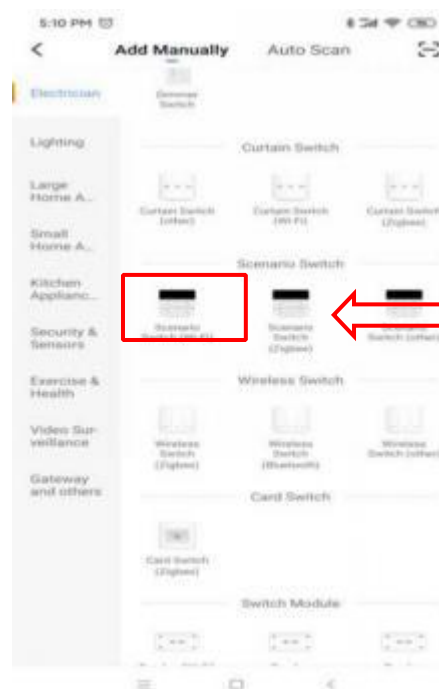 5:10 PM
Add Manually Auto Scan
Electrician
Dimmer
Switch
Lighting
Curtain Switch
Large
Home A...
Curtain Switch
(other)
Curtain Switch
(Wi-Fi)
Curtain Switch
(Zigbee)
Small
Home A...
Scenario Switch
Kitchen
Applianc...
Scenario
Switch (Wi-Fi)
Scenario
Switch
(Zigbee)
Scenario
Switch (other)
Security &
Sensors
Exercise &
Health
Wireless Switch
Video Sur-
veillance
Wireless
Switch
(Zigbee)
Wireless
Switch
(Bluetooth)
Wireless
Switch (other)
Gateway
and others
Card Switch
Card Switch
(Zigbee)
Switch Module